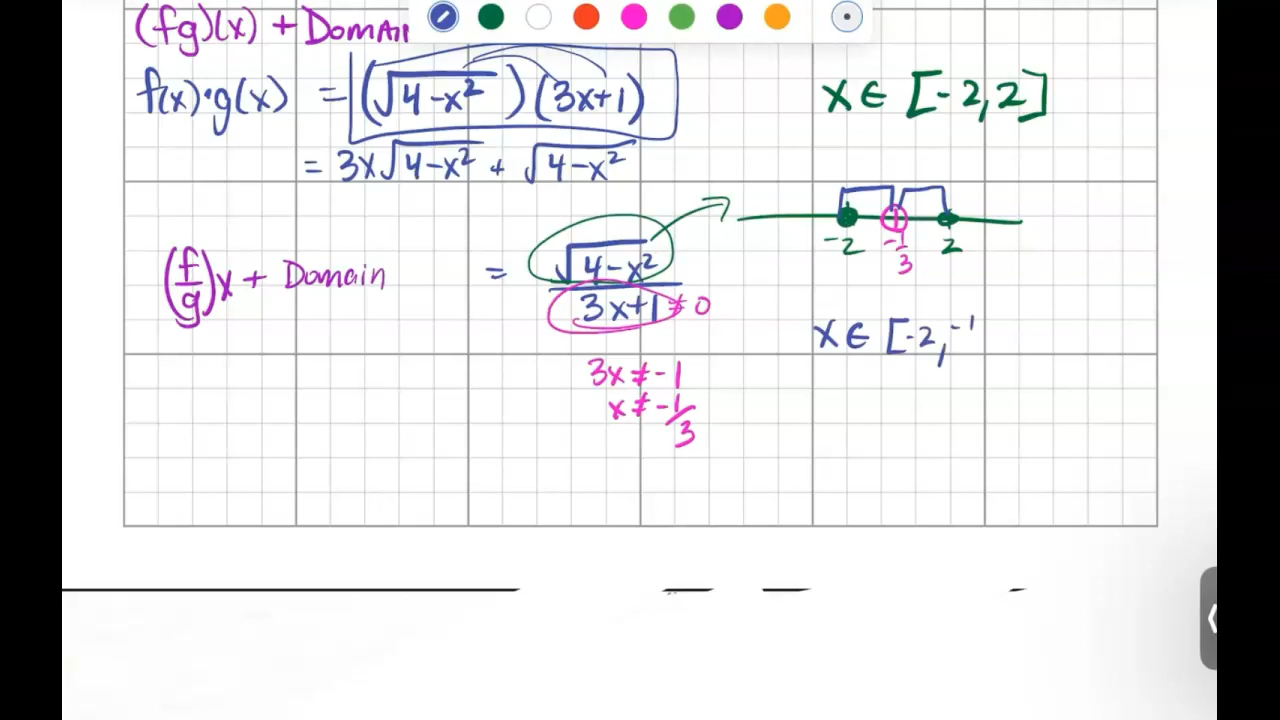 (fg)(x) + Domain
f(x)·g(x) = (√4-x²)(3x+1)
x ∈ [-2, 2]
= 3x√4-x² + √4-x²
-2 -1/3 2
(f/g)x + Domain = √4-x² / 3x+1 ≠ 0
x ∈ [-2, -1
3x ≠ -1
x ≠ -1/3